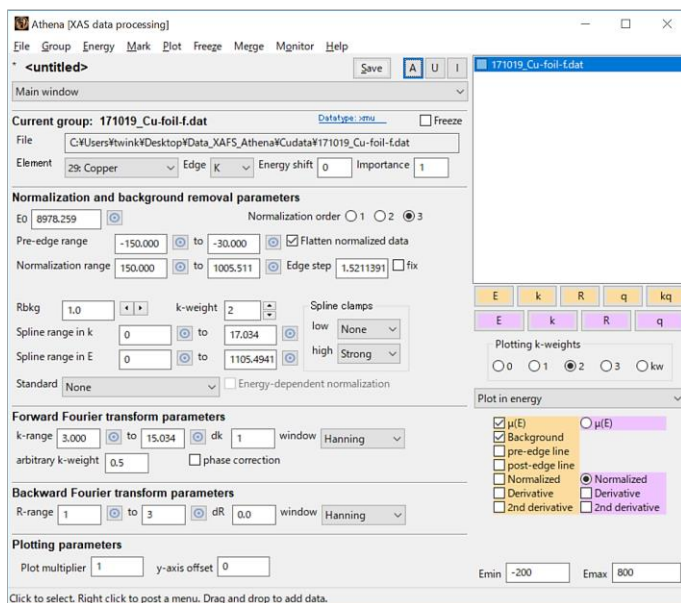 Athena [XAS data processing]
File Group Energy Mark Plot Freeze Merge Monitor Help
* <untitled> Save A U I
Main window
Current group: 171019_Cu-foil-f.dat Datatype: xmu Freeze
File C:¥Users¥twink¥Desktop¥Data_XAFS_Athena¥Cudata¥171019_Cu-foil-f.dat
Element 29: Copper Edge K Energy shift 0 Importance 1
Normalization and background removal parameters
E0 8978.259 Normalization order 1 2 3
Pre-edge range -150.000 to -30.000 Flatten normalized data
Normalization range 150.000 to 1005.511 Edge step 1.5211391 fix
Rbkg 1.0 k-weight 2 Spline clamps
Spline range in k 0 to 17.034 low None
Spline range in E 0 to 1105.4941 high Strong
Standard None Energy-dependent normalization
Forward Fourier transform parameters
k-range 3.000 to 15.034 dk 1 window Hanning
arbitrary k-weight 0.5 phase correction
Backward Fourier transform parameters
R-range 1 to 3 dR 0.0 window Hanning
Plotting parameters
Plot multiplier 1 y-axis offset 0
Click to select. Right click to post a menu. Drag and drop to add data.
171019_Cu-foil-f.dat
E k R q kq
E k R q
Plotting k-weights
0 1 2 3 kw
Plot in energy
μ(E) μ(E)
Background
pre-edge line
post-edge line
Normalized Normalized
Derivative Derivative
2nd derivative 2nd derivative
Emin -200 Emax 800